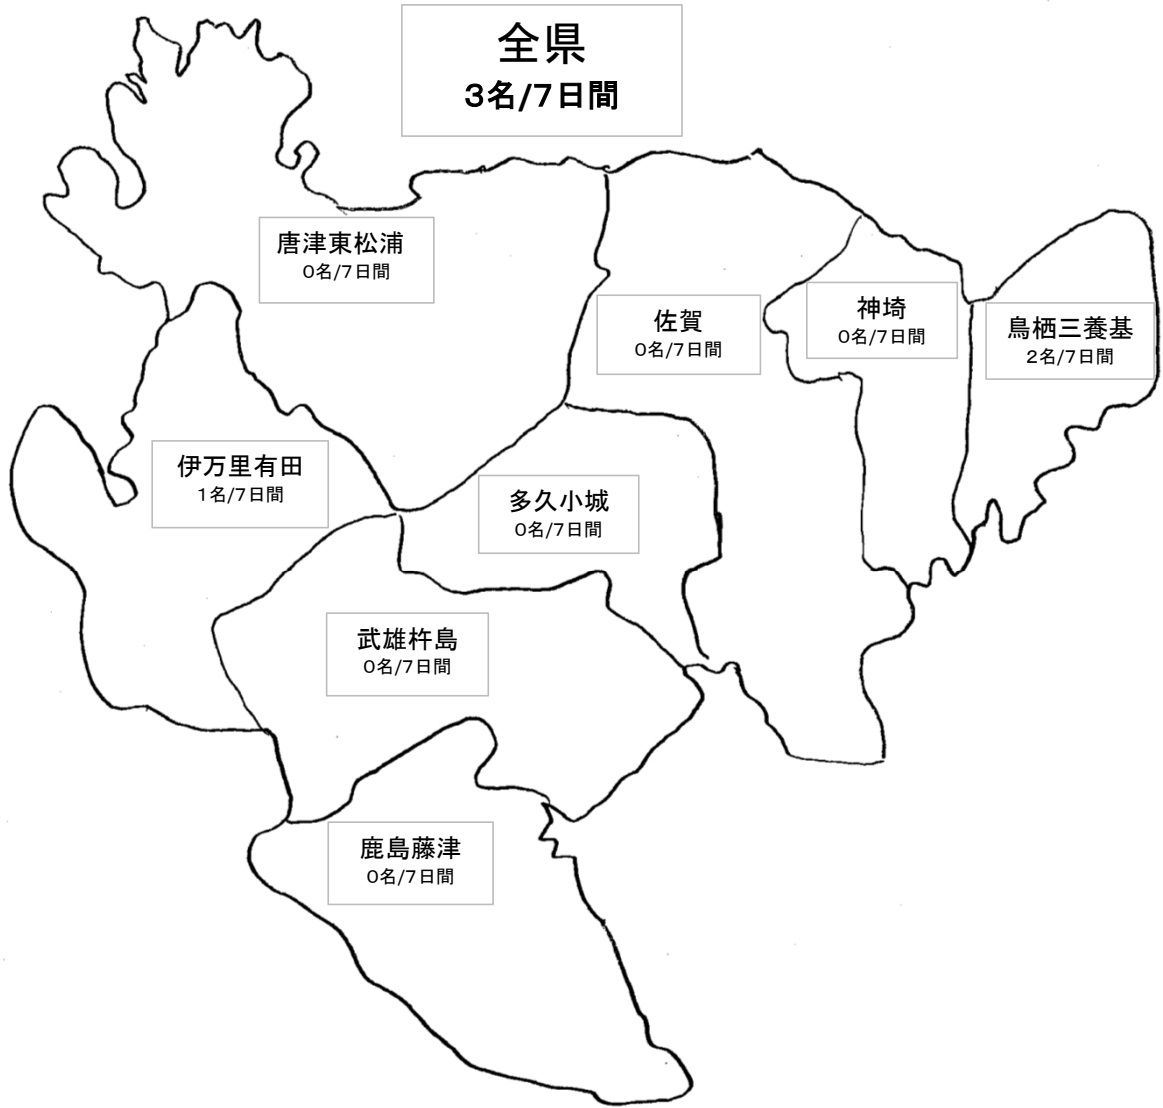 全県
3名/7日間
唐津東松浦
0名/7日間
佐賀
0名/7日間
神埼
0名/7日間
鳥栖三養基
2名/7日間
伊万里有田
1名/7日間
多久小城
0名/7日間
武雄杵島
0名/7日間
鹿島藤津
0名/7日間